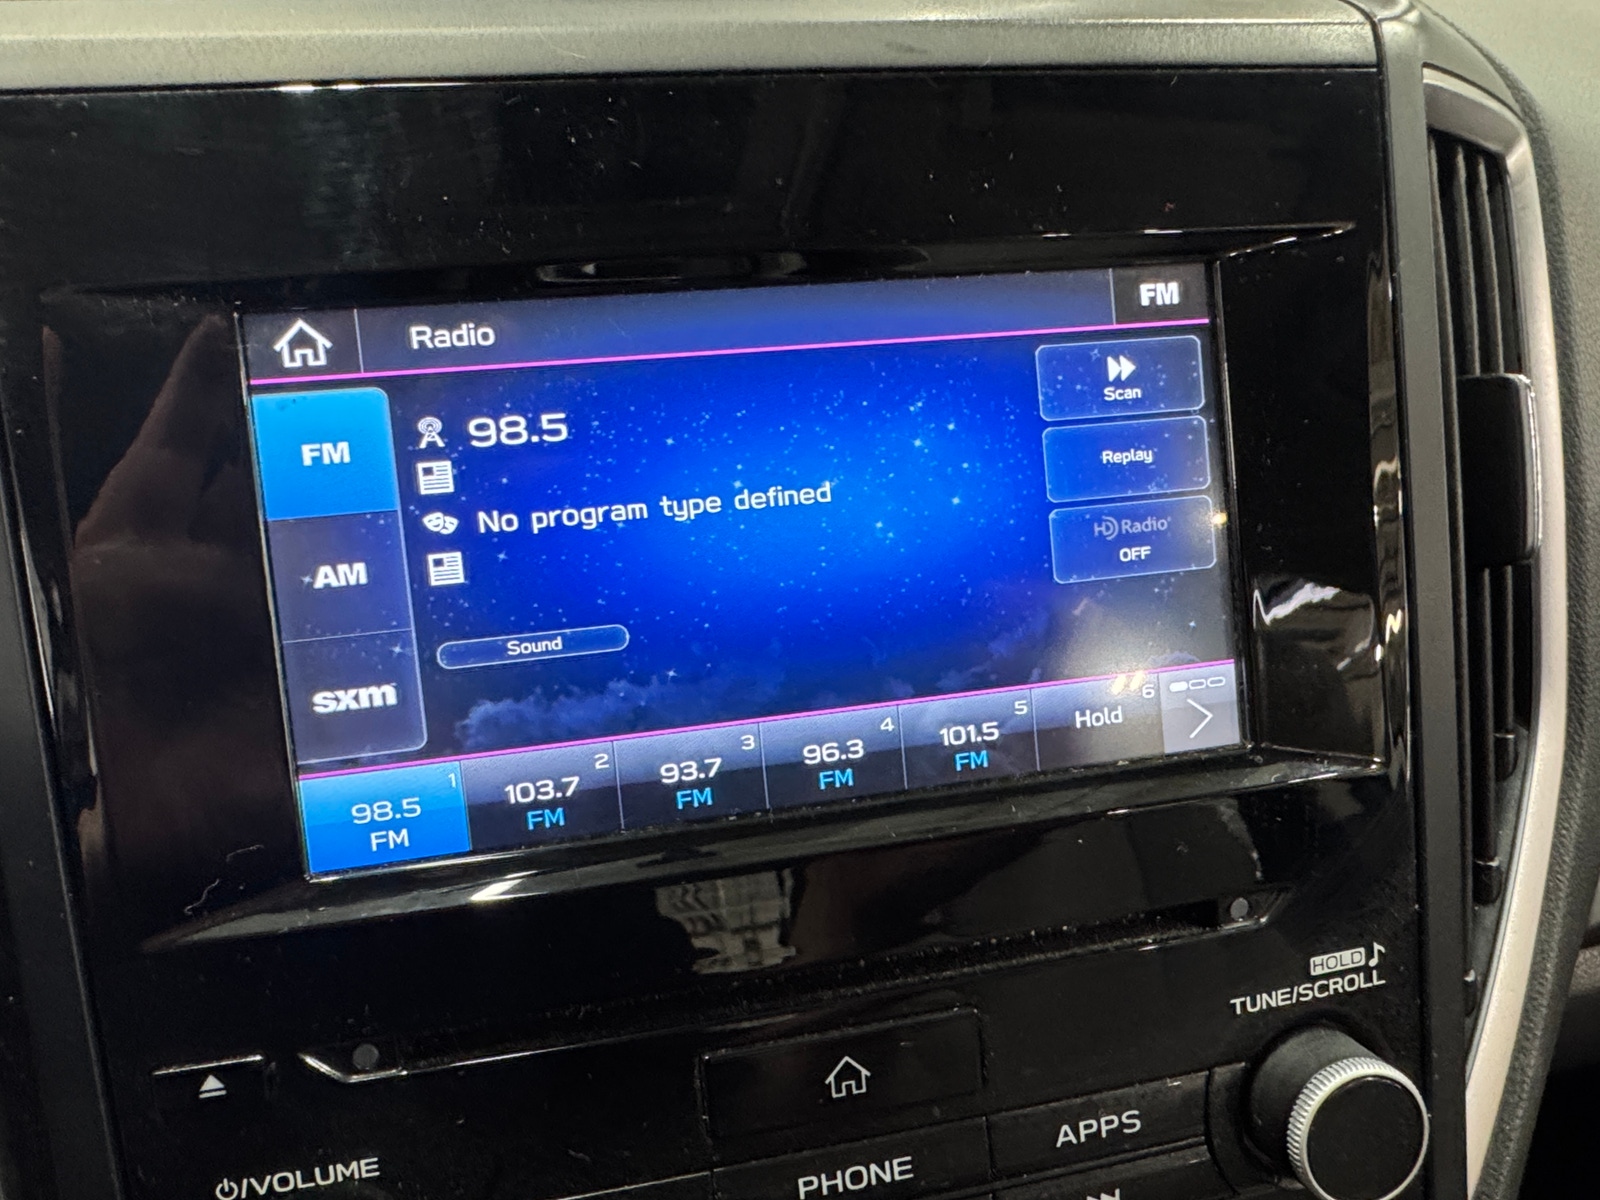 Radio
FM
FM
98.5
Scan
Replay
No program type defined
HD Radio
OFF
AM
Sound
sxm
1
98.5
FM
2
103.7
FM
3
93.7
FM
4
96.3
FM
5
101.5
FM
6
Hold
HOLD
TUNE/SCROLL
APPS
PHONE
/VOLUME